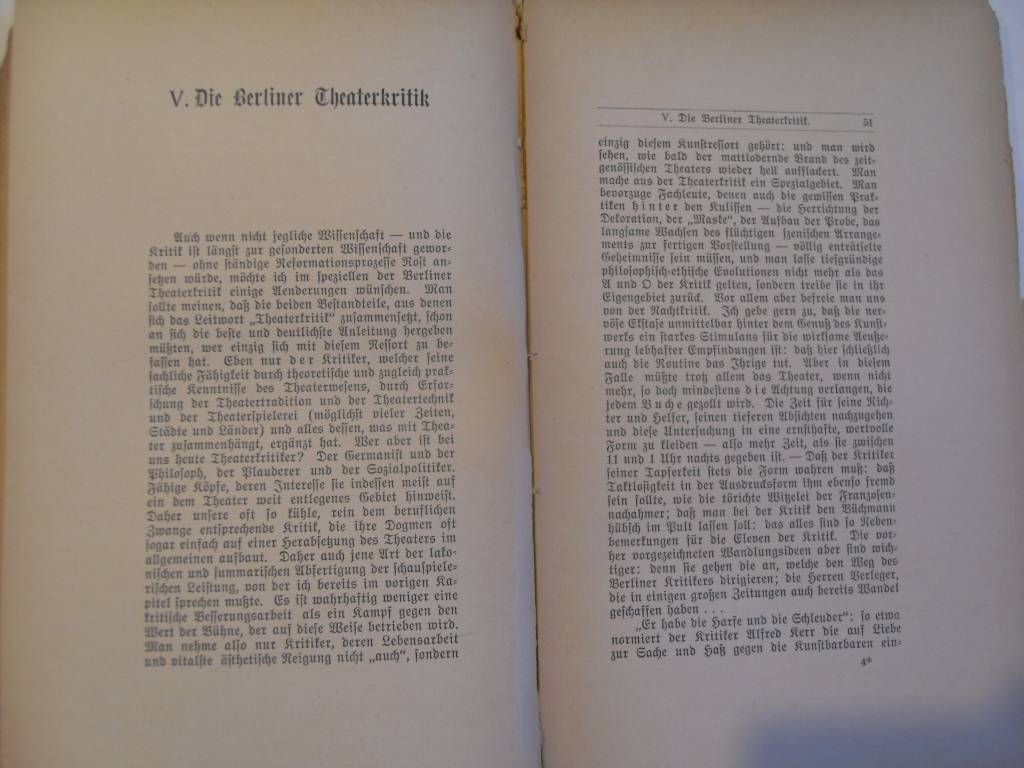 V. Die Berliner Theaterkritik
Auch wenn nicht jegliche Wissenschaft — und die
Kritik ist längst zur gesonderten Wissenschaft gewor-
den — ohne ständige Reformationsprozesse Rost an-
setzen würde, möchte ich im speziellen der Berliner
Theaterkritik einige Aenderungen wünschen. Man
sollte meinen, daß die beiden Bestandteile, aus denen
sich das Leitwort „Theaterkritik“ zusammensetzt, schon
an sich die beste und deutlichste Anleitung hergeben
müßten, wer einzig sich mit diesem Ressort zu be-
fassen hat. Eben nur der Kritiker, welcher seine
sachliche Fähigkeit durch theoretische und zugleich prak-
tische Kenntnisse des Theaterwesens, durch Erfor-
schung der Theatertradition und der Theatertechnik
und der Theaterspielerei (möglichst vieler Zeiten,
Städte und Länder) und alles dessen, was mit Thea-
ter zusammenhängt, ergänzt hat. Wer aber ist bei
uns heute Theaterkritiker? Der Germanist und der
Philosoph, der Plauderer und der Sozialpolitiker.
Fähige Köpfe, deren Interesse sie indessen meist auf
ein dem Theater weit entlegenes Gebiet hinweist.
Daher unsere oft so kühle, rein dem beruflichen
Zwange entsprechende Kritik, die ihre Dogmen oft
sogar einfach auf einer Herabsetzung des Theaters im
allgemeinen aufbaut. Daher auch jene Art der lako-
nischen und summarischen Abfertigung der schauspiele-
rischen Leistung, von der ich bereits im vorigen Ka-
pitel sprechen mußte. Es ist wahrhaftig weniger eine
kritische Besserungsarbeit als ein Kampf gegen den
Wert der Bühne, der auf diese Weise betrieben wird.
Man nehme also nur Kritiker, deren Lebensarbeit
und vitalste ästhetische Neigung nicht „auch“, sondern
V. Die Berliner Theaterkritik. 51
einzig diesem Kunstressort gehört: und man wird
sehen, wie bald der mattlodernde Brand des zeit-
genössischen Theaters wieder hell aufflackert. Man
mache aus der Theaterkritik ein Spezialgebiet. Man
bevorzuge Fachleute, denen auch die gewissen Prak-
tiken hinter den Kulissen — die Herrichtung der
Dekoration, der „Maske“, der Aufbau der Probe, das
langsame Wachsen des flüchtigen szenischen Arrange-
ments zur fertigen Vorstellung — völlig enträtselte
Geheimnisse sein müssen, und man lasse tiefgründige
philosophisch-ethische Evolutionen nicht mehr als das
A und O der Kritik gelten, sondern treibe sie in ihr
Eigengebiet zurück. Vor allem aber befreie man uns
von der Nachtkritik. Ich gebe gern zu, daß die ner-
vöse Ekstase unmittelbar hinter dem Genuß des Kunst-
werks ein starkes Stimulans für die wirksame Aeuße-
rung lebhafter Empfindungen ist: daß hier schließlich
auch die Routine das Ihrige tut. Aber in diesem
Falle müßte trotz allem das Theater, wenn nicht
mehr, so doch mindestens die Achtung verlangen, die
jedem Buche gezollt wird. Die Zeit für seine Rich-
ter und Helfer, seinen tieferen Absichten nachzugehen
und diese Untersuchung in eine ernsthafte, wertvolle
Form zu kleiden — also mehr Zeit, als sie zwischen
11 und 1 Uhr nachts gegeben ist. — Daß der Kritiker
seiner Tapferkeit stets die Form wahren muß: daß
Taktlosigkeit in der Ausdrucksform ihm ebenso fremd
sein sollte, wie die törichte Witzelei der Franzosen-
nachahmer; daß man bei der Kritik den Büchmann
hübsch im Pult lassen soll: das alles sind so Neben-
bemerkungen für die Eleven der Kritik. Die vor-
her vorgezeichneten Wandlungsideen aber sind wich-
tiger: denn sie gehen die an, welche den Weg des
Berliner Kritikers dirigieren; die Herren Verleger,
die in einigen großen Zeitungen auch bereits Wandel
geschaffen haben . . .
„Er habe die Harfe und die Schleuder“: so etwa
normiert der Kritiker Alfred Kerr die auf Liebe
zur Sache und Haß gegen die Kunstbarbaren ein-
4*